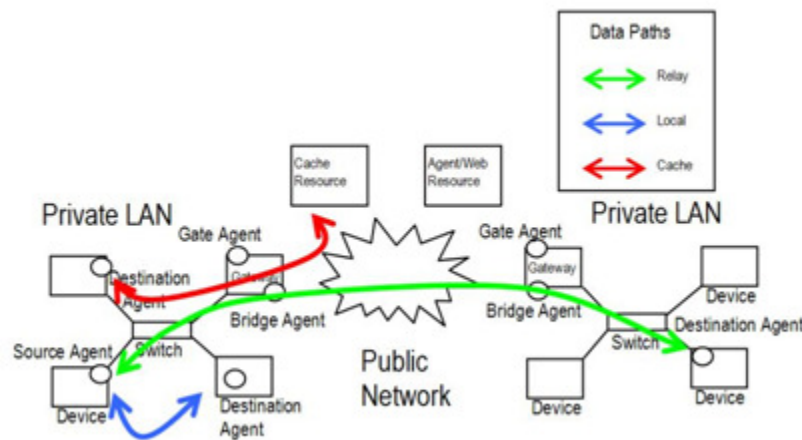 Data Paths
Relay
Local
Cache
Cache
Resource
Agent/Web
Resource
Private LAN
Private LAN
Gate Agent
Gateway
Bridge Agent
Destination
Agent
Source Agent
Switch
Device
Destination
Agent
Public
Network
Gate Agent
Gateway
Bridge Agent
Device
Destination Agent
Switch
Device
Device